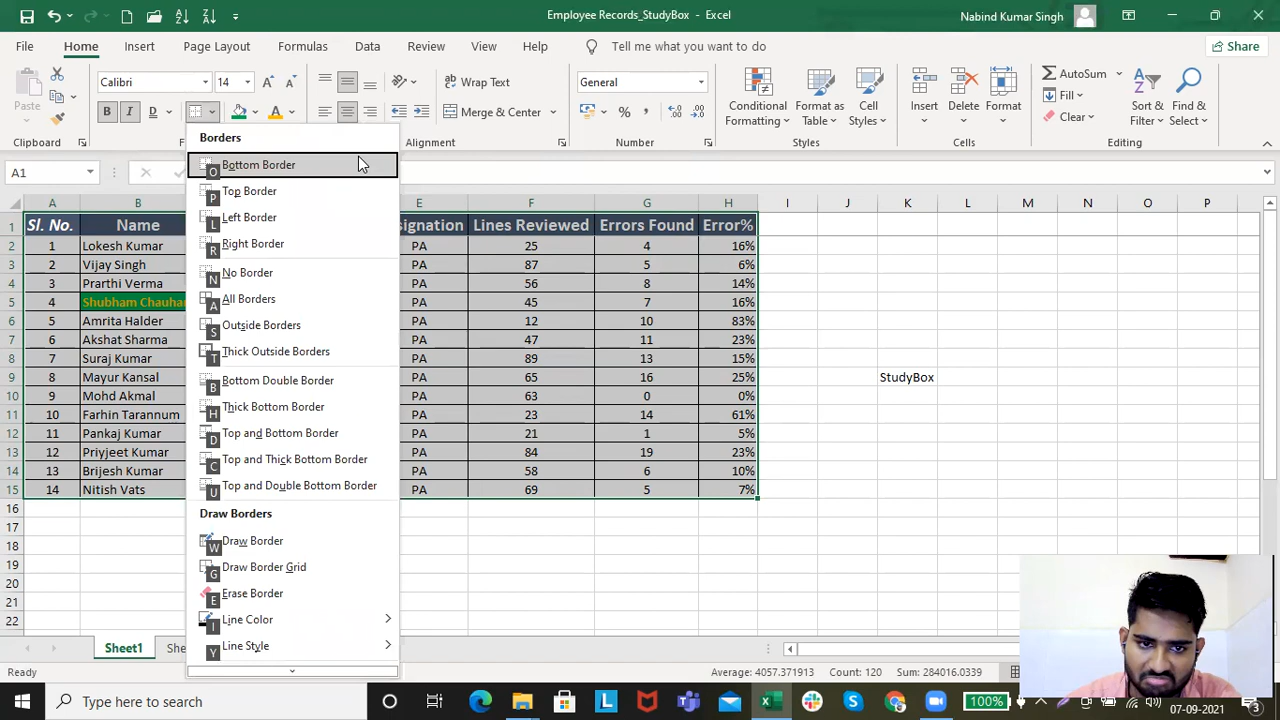 Employee Records_StudyBox - Excel
Nabind Kumar Singh
File Home Insert Page Layout Formulas Data Review View Help Tell me what you want to do Share
Calibri 14 Wrap Text General AutoSum
Paste Conditional Formatting Format as Table Cell Styles Insert Delete Format Fill Sort & Filter Find & Select
B I D A Merge & Center % Clear
Clipboard Alignment Number Cells Editing
A1
Borders
O Bottom Border
P Top Border
L Left Border
R Right Border
N No Border
A All Borders
S Outside Borders
T Thick Outside Borders
B Bottom Double Border
H Thick Bottom Border
D Top and Bottom Border
C Top and Thick Bottom Border
U Top and Double Bottom Border
Draw Borders
W Draw Border
G Draw Border Grid
E Erase Border
I Line Color
Y Line Style
A B E F G H I J K L M N O P
1 Sl. No. Name signation Lines Reviewed Errors Found Error%
2 1 Lokesh Kumar PA 25 4 16%
3 2 Vijay Singh PA 87 5 6%
4 3 Prarthi Verma PA 56 8 14%
5 4 Shubham Chauhan PA 45 7 16%
6 5 Amrita Halder PA 12 10 83%
7 6 Akshat Sharma PA 47 11 23%
8 7 Suraj Kumar PA 89 13 15%
9 8 Mayur Kansal PA 65 16 25% StudyBox
10 9 Mohd Akmal PA 63 0 0%
11 10 Farhin Tarannum PA 23 14 61%
12 11 Pankaj Kumar PA 21 1 5%
13 12 Priyjeet Kumar PA 84 19 23%
14 13 Brijesh Kumar PA 58 6 10%
15 14 Nitish Vats PA 69 5 7%
16
17
18
19
20
21
22
Sheet1 She
Ready Average: 4057.371913 Count: 120 Sum: 284016.0339
Type here to search 100% 07-09-2021 3